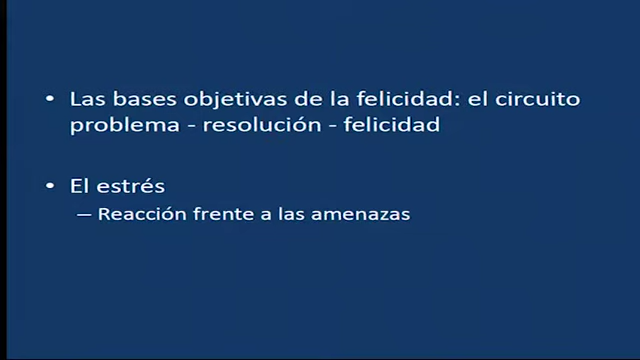 • Las bases objetivas de la felicidad: el circuito
problema - resolución - felicidad
• El estrés
– Reacción frente a las amenazas